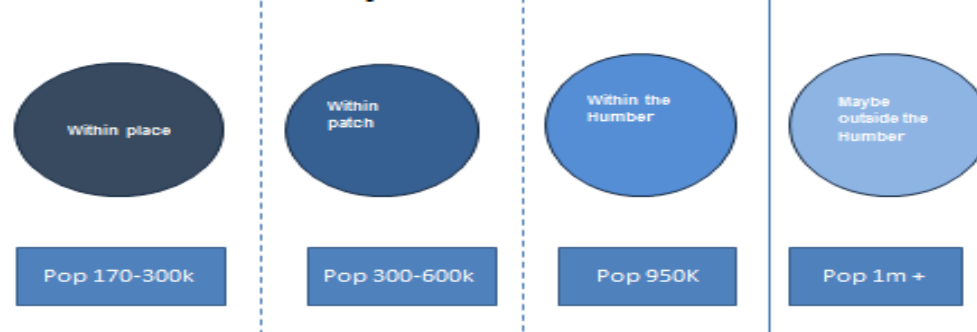 Within place
Within
patch
Within the
Humber
Maybe
outside the
Humber
Pop 170-300k
Pop 300-600k
Pop 950K
Pop 1m +